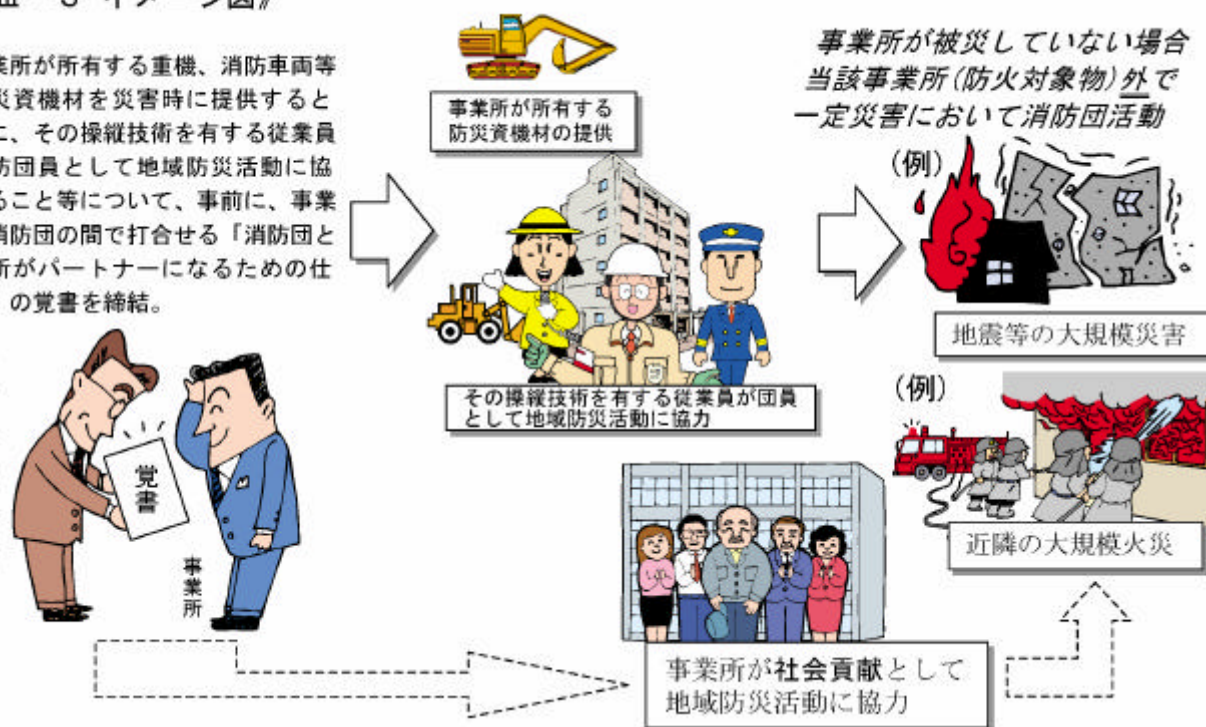 イメージ図》
業所が所有する重機、消防車両等
災資機材を災害時に提供すると
に、その操縦技術を有する従業員
防団員として地域防災活動に協
ること等について、事前に、事業
消防団の間で打合せる「消防団と
所がパートナーになるための仕
」の覚書を締結。
覚書
事業所
事業所が所有する
防災資機材の提供
その操縦技術を有する従業員が団員
として地域防災活動に協力
事業所が被災していない場合
当該事業所(防火対象物)外で
一定災害において消防団活動
(例)
地震等の大規模災害
(例)
近隣の大規模火災
事業所が社会貢献として
地域防災活動に協力